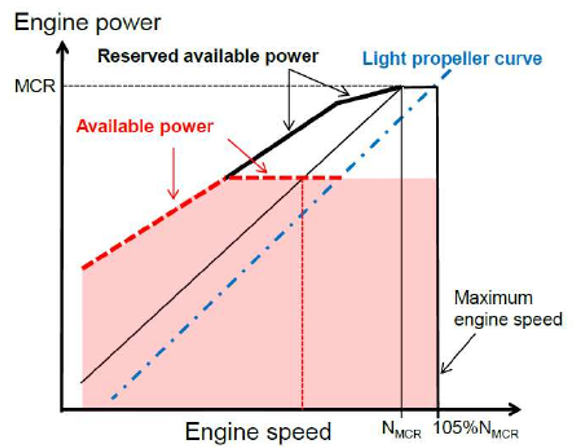 Engine power
Reserved available power
Light propeller curve
MCR
Available power
Maximum
engine speed
NMCR 105%NMCR
Engine speed